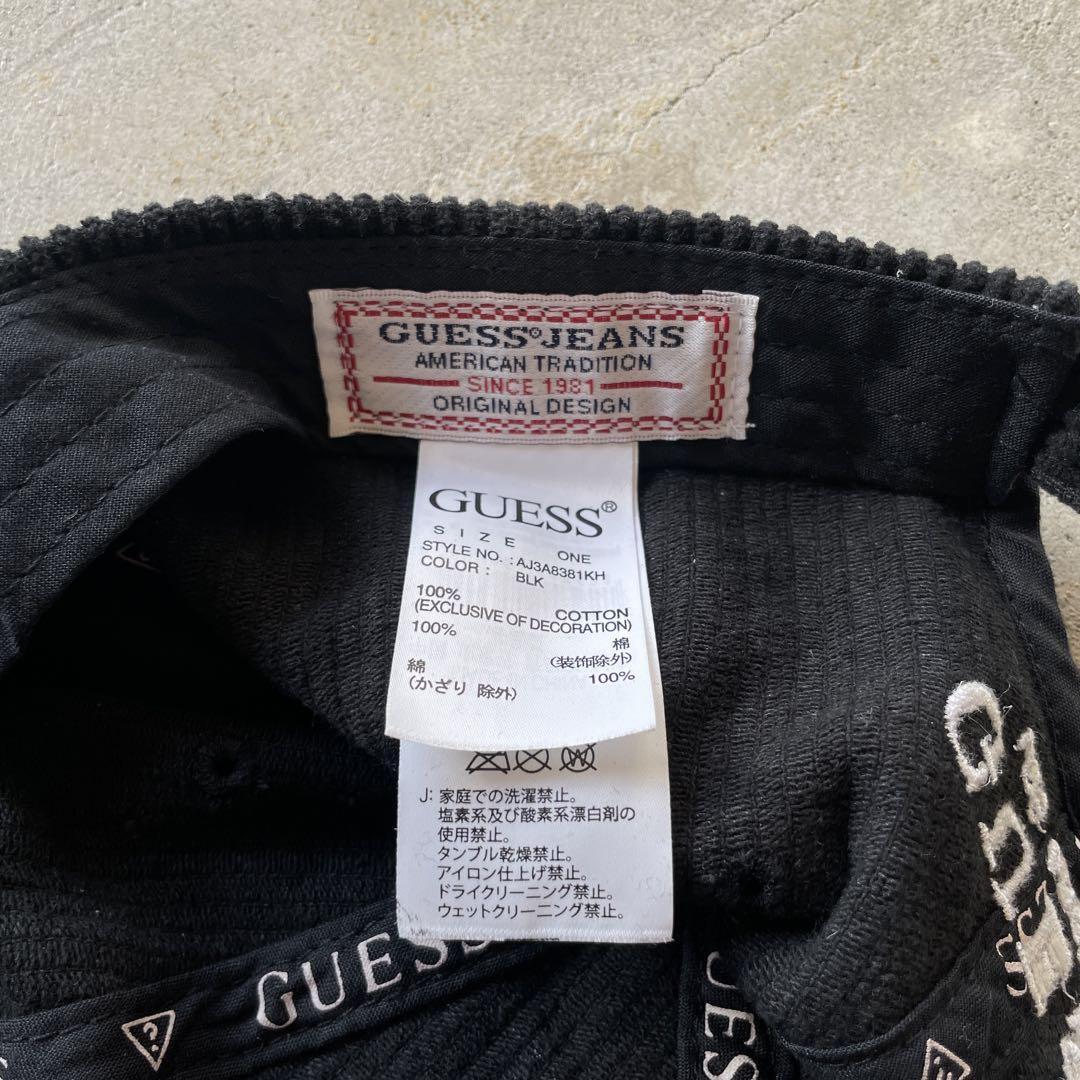 GUESS®JEANS
AMERICAN TRADITION
SINCE 1981
ORIGINAL DESIGN
GUESS®
SIZE ONE
STYLE NO. : AJ3A8381KH
COLOR : BLK
100% COTTON
(EXCLUSIVE OF DECORATION)
100% 棉
(装饰除外)
綿 100%
(かざり 除外)
J: 家庭での洗濯禁止。
塩素系及び酸素系漂白剤の
使用禁止。
タンブル乾燥禁止。
アイロン仕上げ禁止。
ドライクリーニング禁止。
ウェットクリーニング禁止。
GUESS
?